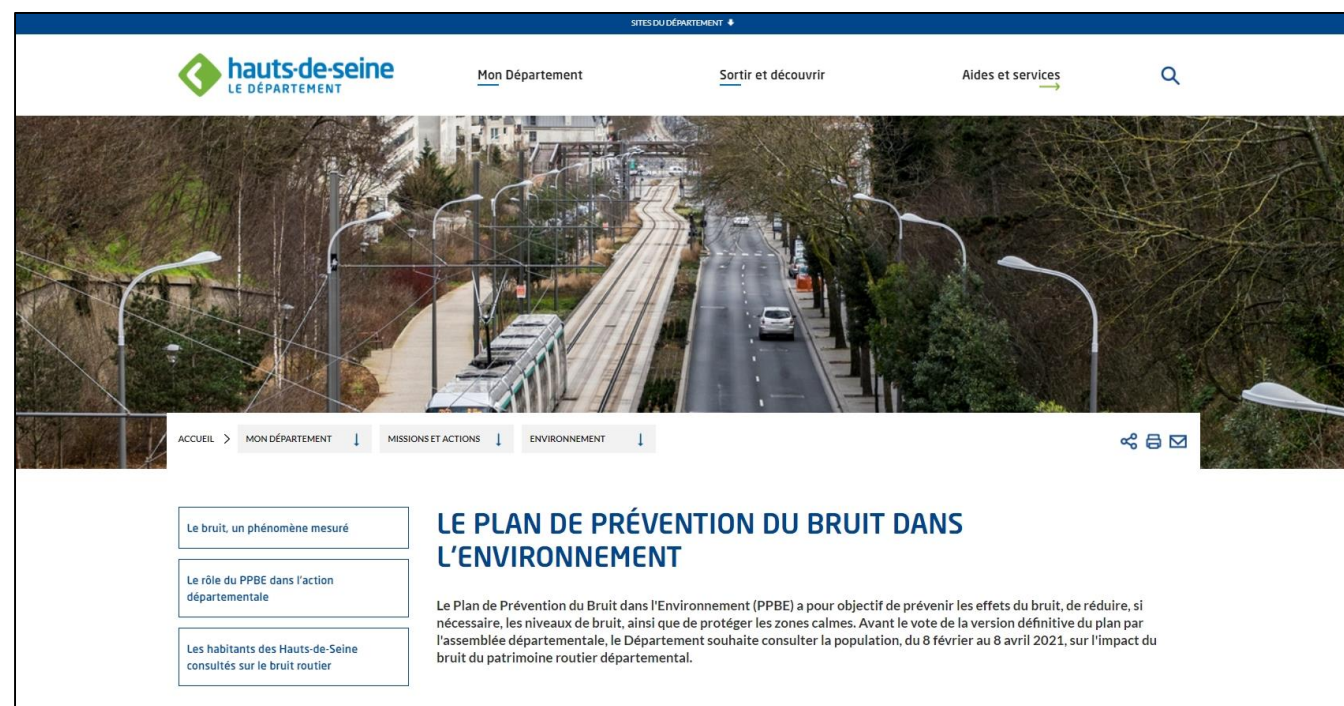 SITES DU DÉPARTEMENT
hauts-de-seine
LE DÉPARTEMENT
Mon Département
Sortir et découvrir
Aides et services
ACCUEIL > MON DÉPARTEMENT
MISSIONS ET ACTIONS
ENVIRONNEMENT
Le bruit, un phénomène mesuré
Le rôle du PPBE dans l'action
départementale
Les habitants des Hauts-de-Seine
consultés sur le bruit routier
LE PLAN DE PRÉVENTION DU BRUIT DANS
L'ENVIRONNEMENT
Le Plan de Prévention du Bruit dans l'Environnement (PPBE) a pour objectif de prévenir les effets du bruit, de réduire, si
nécessaire, les niveaux de bruit, ainsi que de protéger les zones calmes. Avant le vote de la version définitive du plan par
l'assemblée départementale, le Département souhaite consulter la population, du 8 février au 8 avril 2021, sur l'impact du
bruit du patrimoine routier départemental.